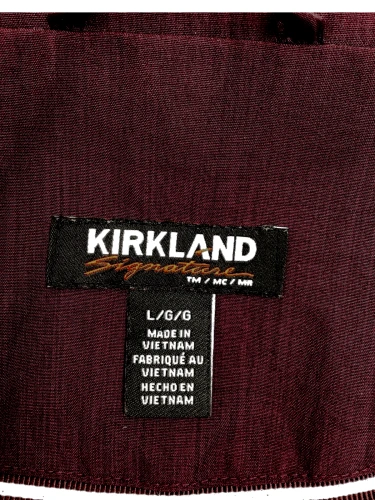 KIRKLAND
Signature
TM / MC / MR
L/G/G
MADE IN
VIETNAM
FABRIQUÉ AU
VIETNAM
HECHO EN
VIETNAM